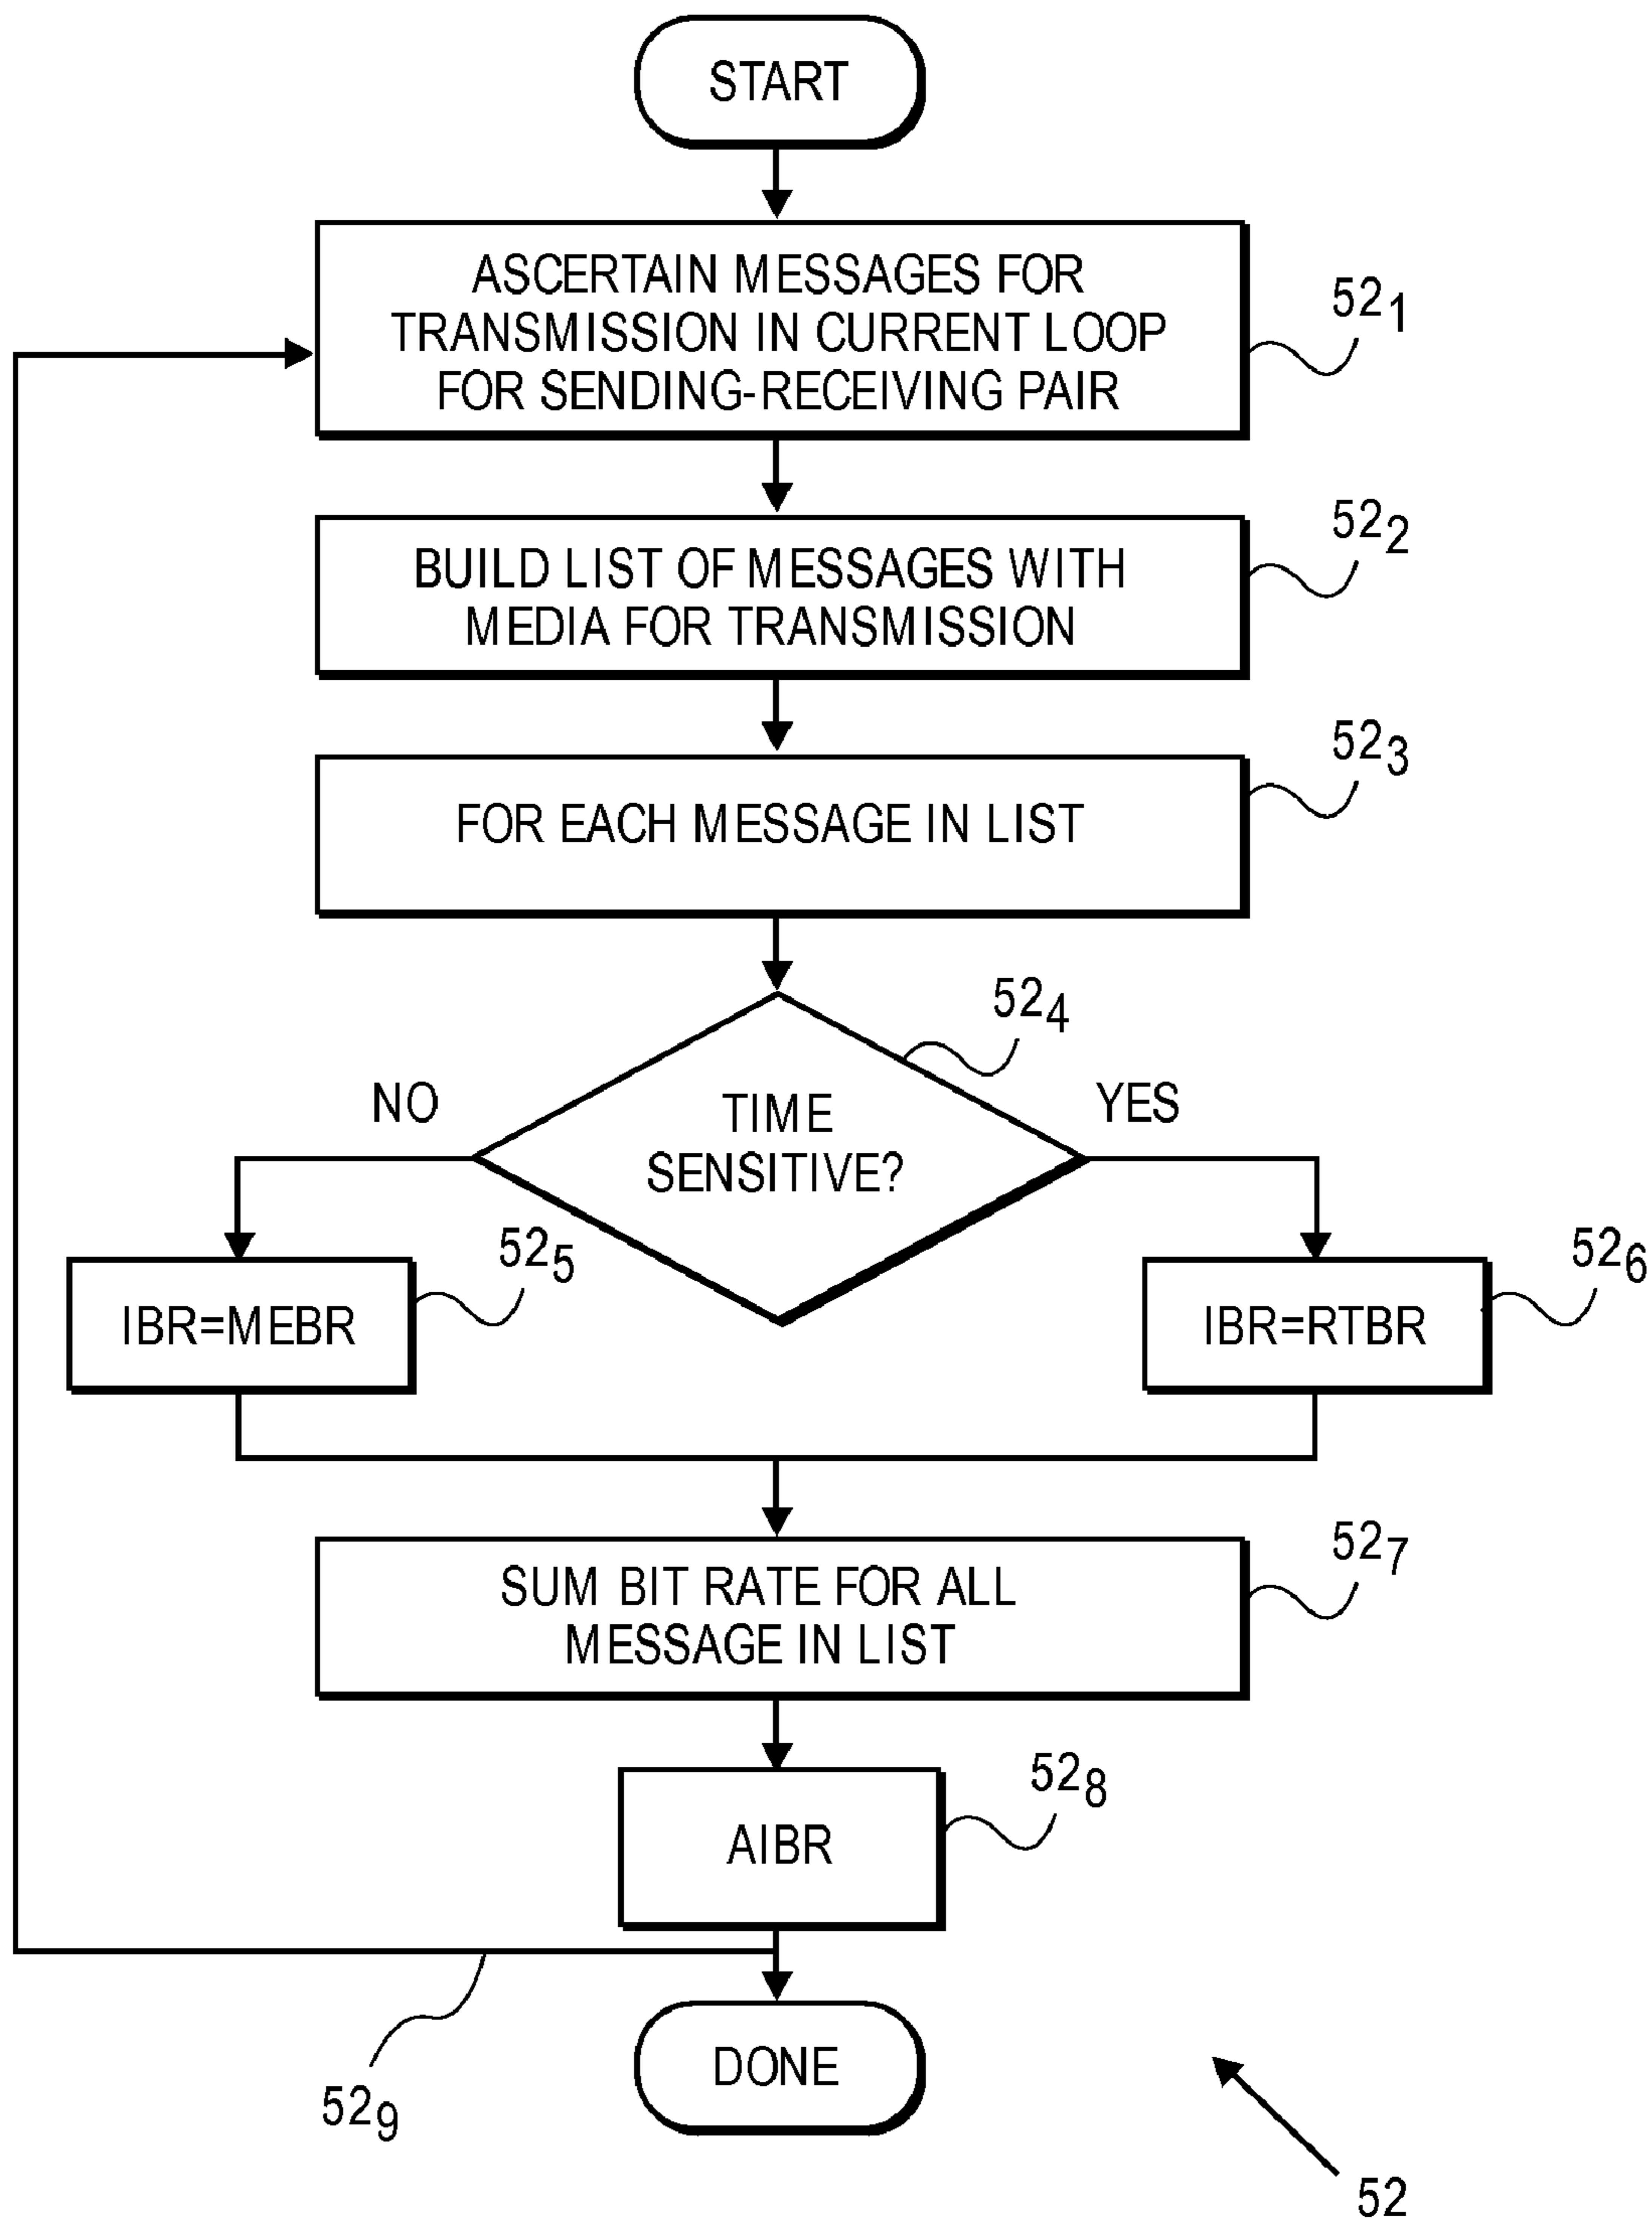 START
ASCERTAIN MESSAGES FOR
TRANSMISSION IN CURRENT LOOP
FOR SENDING-RECEIVING PAIR
52₁
BUILD LIST OF MESSAGES WITH
MEDIA FOR TRANSMISSION
52₂
FOR EACH MESSAGE IN LIST
52₃
TIME
SENSITIVE?
52₄
NO
YES
IBR=MEBR
52₅
IBR=RTBR
52₆
SUM BIT RATE FOR ALL
MESSAGE IN LIST
52₇
AIBR
52₈
52₉
DONE
52